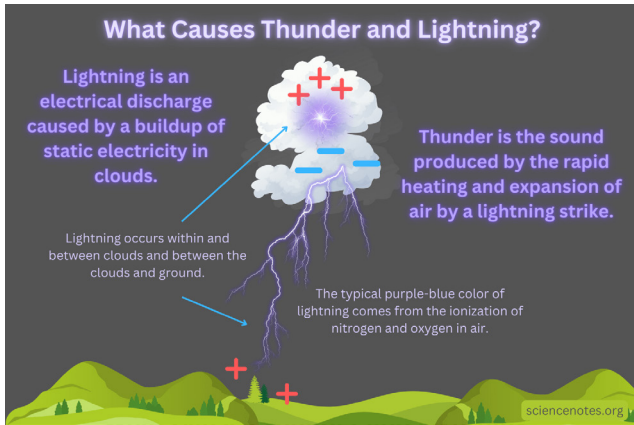 What Causes Thunder and Lightning?
Lightning is an
electrical discharge
caused by a buildup of
static electricity in
clouds.
Thunder is the sound
produced by the rapid
heating and expansion of
air by a lightning strike.
Lightning occurs within and
between clouds and between the
clouds and ground.
The typical purple-blue color of
lightning comes from the ionization of
nitrogen and oxygen in air.
sciencenotes.org